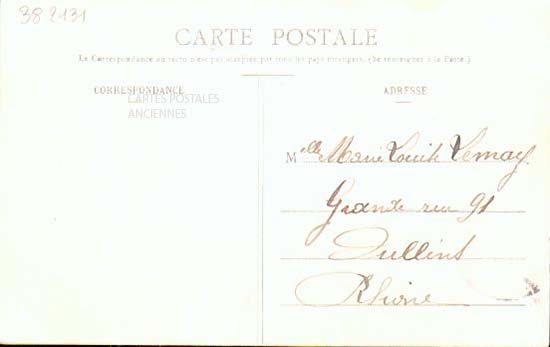 38 2131
CARTE POSTALE
La Correspondance au recto n'est pas acceptée par tous les pays étrangers. (Se renseigner à la Poste.)
CORRESPONDANCE
CARTES POSTALES
ANCIENNES
ADRESSE
Melle Marie Louise Lemay
Grande rue 91
Oullins
Rhône